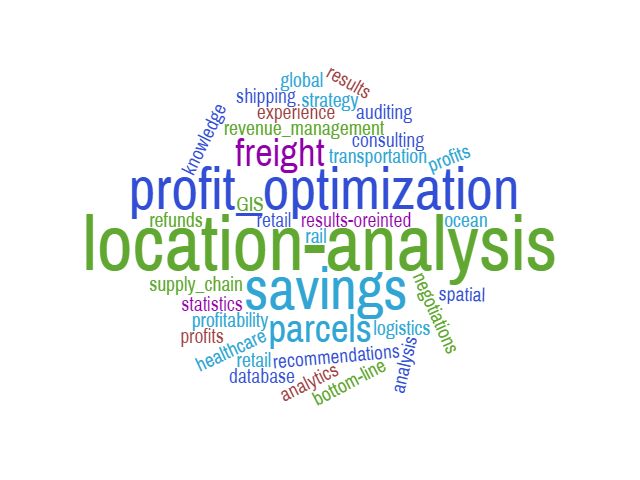 global
results
shipping
strategy
experience
auditing
knowledge
revenue_management
consulting
freight
transportation
profits
profit_optimization
GIS
refunds
retail
results-oreinted
ocean
rail
location-analysis
supply_chain
savings
negotiations
spatial
statistics
profitability
parcels
logistics
profits
healthcare
retail
recommendations
analysis
database
analytics
bottom-line